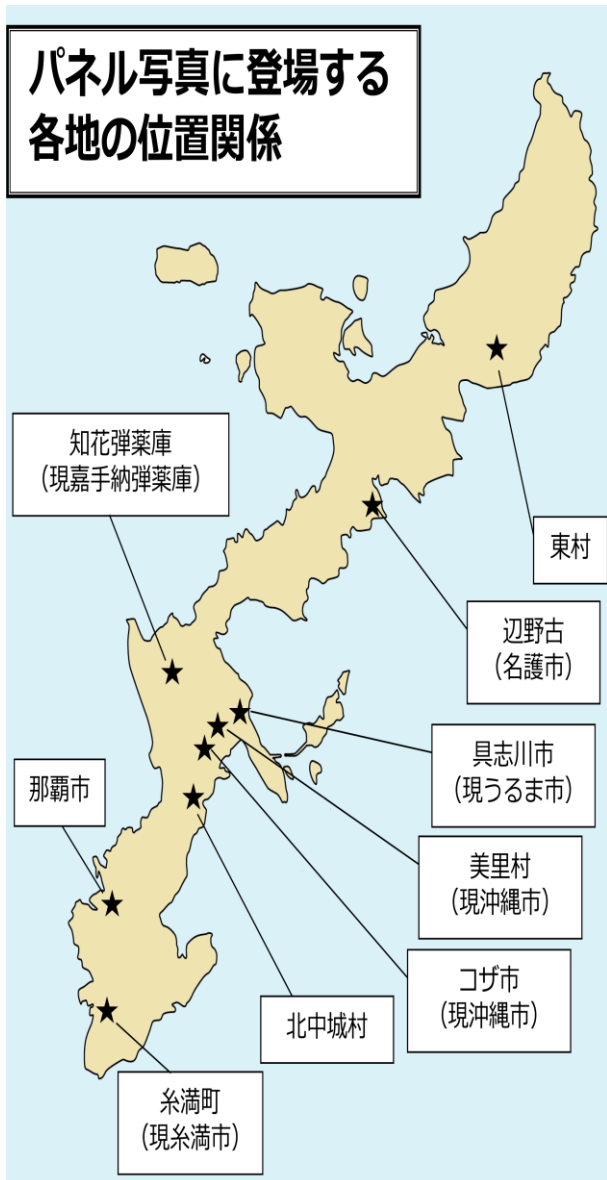 パネル写真に登場する
各地の位置関係
知花弾薬庫
（現嘉手納弾薬庫）
東村
辺野古
（名護市）
具志川市
（現うるま市）
那覇市
美里村
（現沖縄市）
コザ市
（現沖縄市）
北中城村
糸満町
（現糸満市）